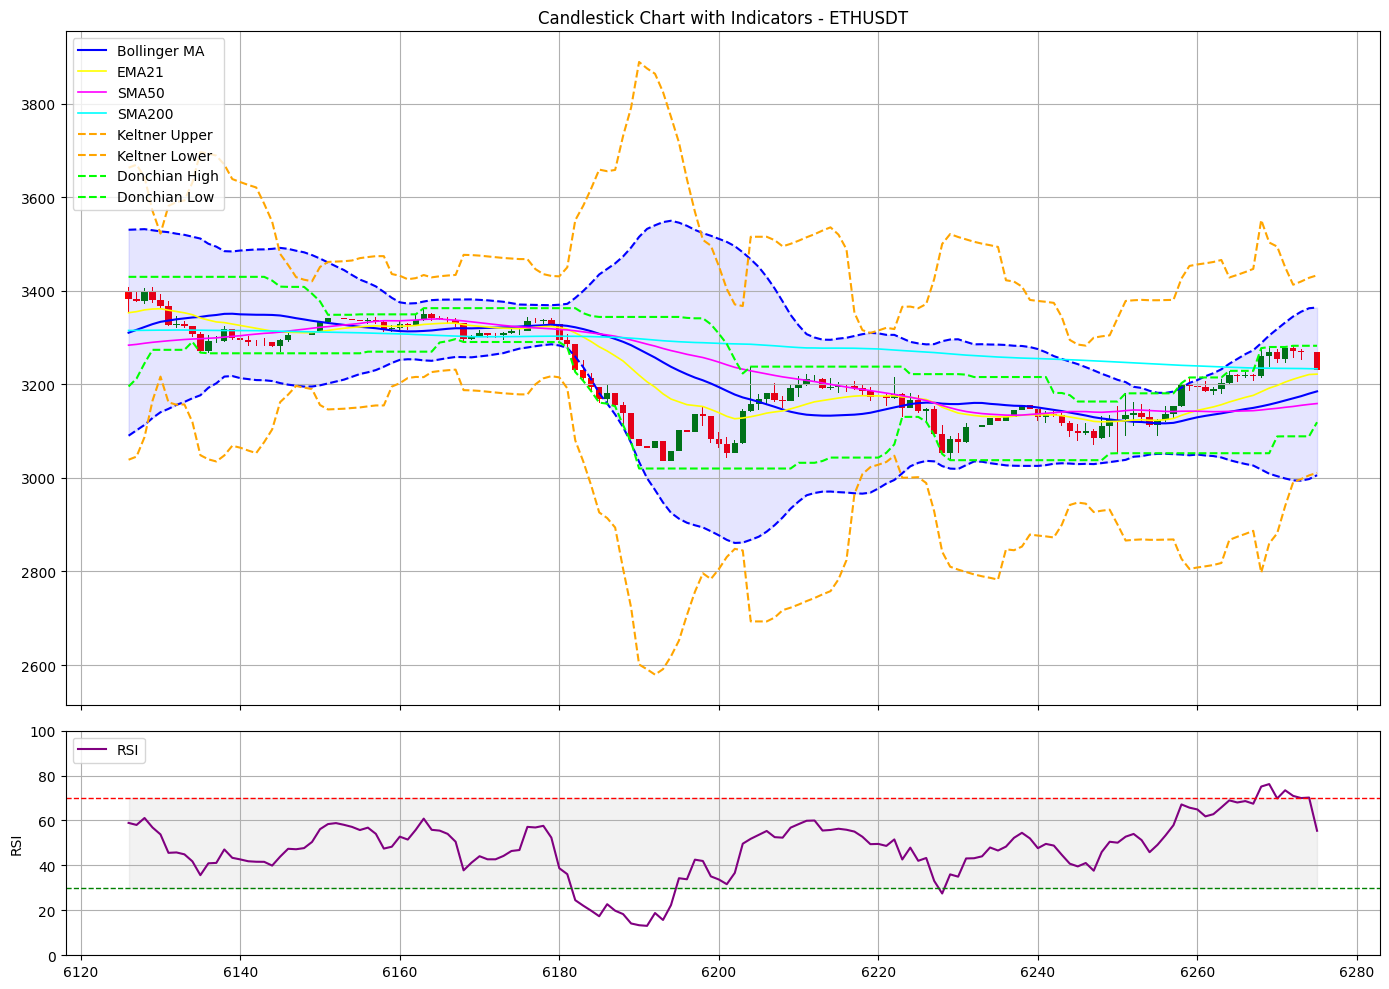 Candlestick Chart with Indicators - ETHUSDT
Bollinger MA
EMA21
SMA50
SMA200
Keltner Upper
Keltner Lower
Donchian High
Donchian Low
3800
3600
3400
3200
3000
2800
2600
RSI
100
80
60
40
20
0
RSI
6120 6140 6160 6180 6200 6220 6240 6260 6280